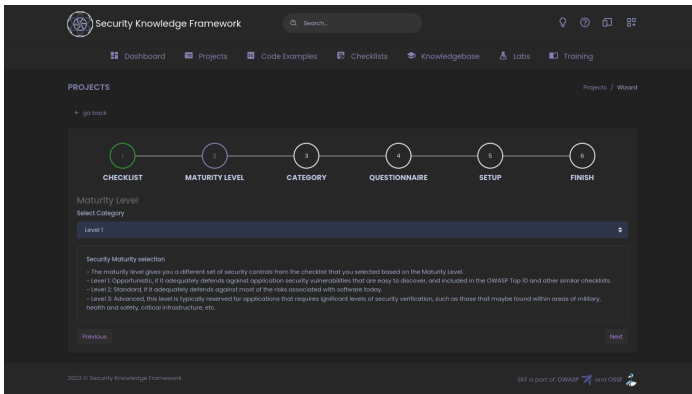 Security Knowledge Framework
Search...
Dashboard
Projects
Code Examples
Checklists
Knowledgebase
Labs
Training
PROJECTS
Projects / Wizard
← go back
1
2
3
4
5
6
CHECKLIST
MATURITY LEVEL
CATEGORY
QUESTIONNAIRE
SETUP
FINISH
Maturity Level
Select Category
Level 1
Security Maturity selection
- The maturity level gives you a different set of security controls from the checklist that you selected based on the Maturity Level.
- Level 1: Opportunistic, if it adequately defends against application security vulnerabilities that are easy to discover, and included in the OWASP Top 10 and other similar checklists.
- Level 2: Standard, if it adequately defends against most of the risks associated with software today.
- Level 3: Advanced, this level is typically reserved for applications that requires ignificant levels of security verification, such as those that maybe found within areas of military,
health and safety, critical infrastructure, etc.
Previous
Next
2022 © Security Knowledge Framework.
SKF is part of: OWASP and OSSF